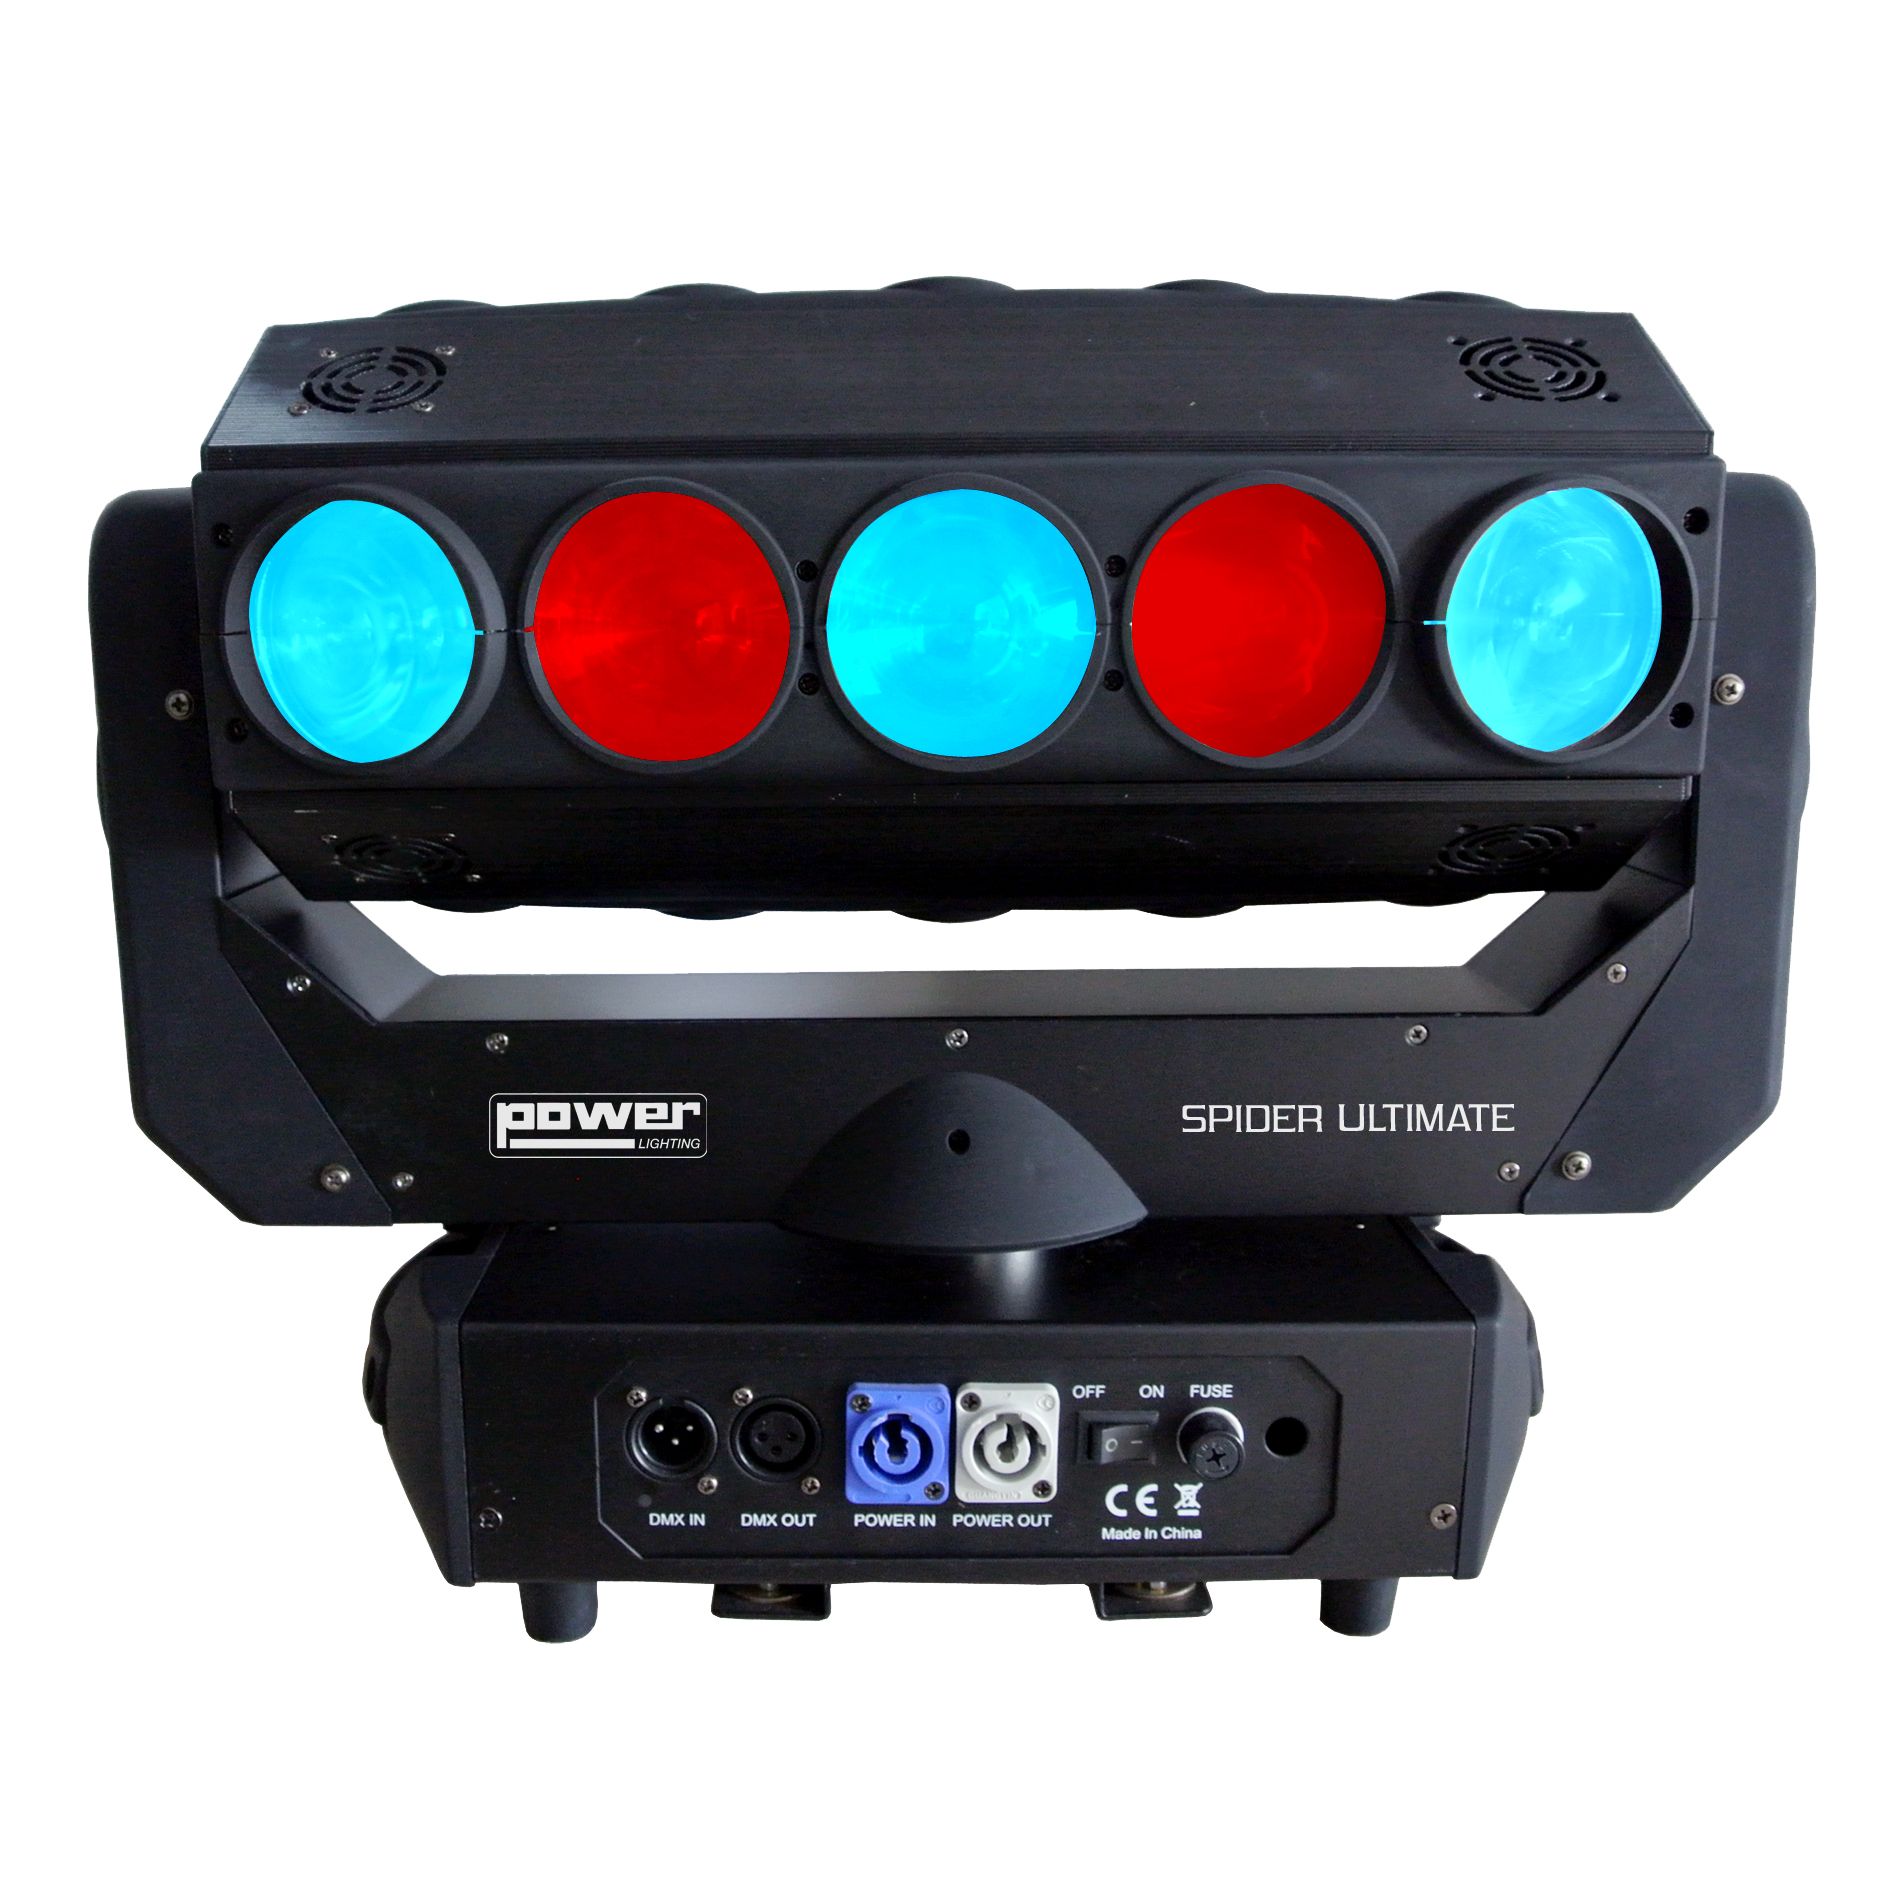 power
LIGHTING
SPIDER ULTIMATE
OFF ON FUSE
DMX IN DMX OUT POWER IN POWER OUT
CE
Made In China